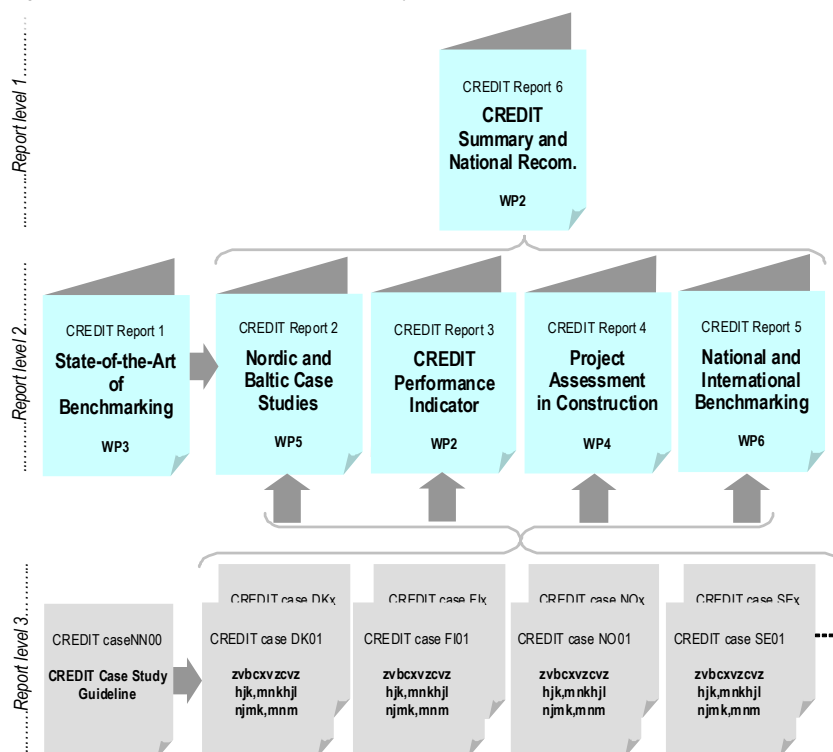 Report level 1
CREDIT Report 6
CREDIT
Summary and
National Recom.
WP2
Report level 2
CREDIT Report 1
State-of-the-Art
of
Benchmarking
WP3
CREDIT Report 2
Nordic and
Baltic Case
Studies
WP5
CREDIT Report 3
CREDIT
Performance
Indicator
WP2
CREDIT Report 4
Project
Assessment
in Construction
WP4
CREDIT Report 5
National and
International
Benchmarking
WP6
Report level 3
CREDIT caseNN00
CREDIT Case Study
Guideline
CREDIT case DKx
CREDIT case DK01
zvbcxvzcvz
hjk,mnkhjl
njmk,mnm
CREDIT case FIx
CREDIT case FI01
zvbcxvzcvz
hjk,mnkhjl
njmk,mnm
CREDIT case NOx
CREDIT case NO01
zvbcxvzcvz
hjk,mnkhjl
njmk,mnm
CREDIT case SEx
CREDIT case SE01
zvbcxvzcvz
hjk,mnkhjl
njmk,mnm